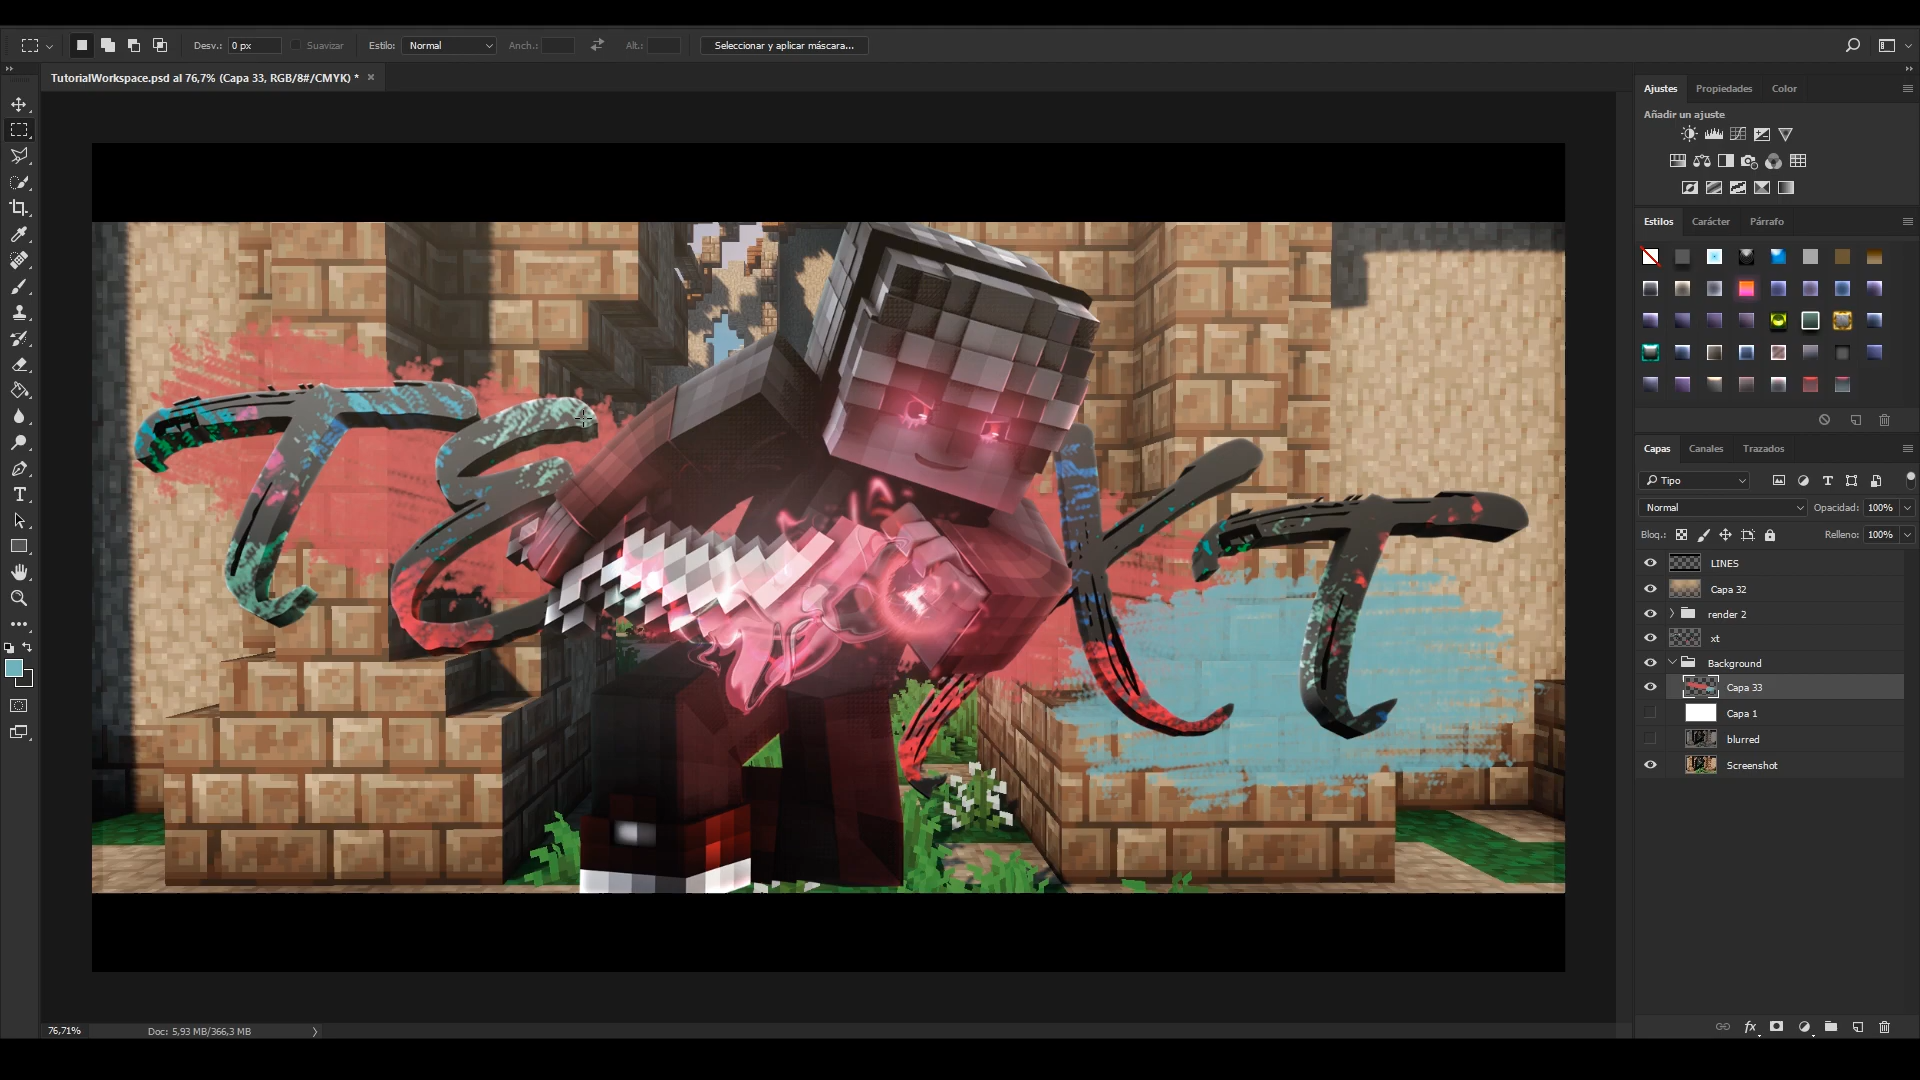 Desv.: 0 px Suavizar Estilo: Normal Anch.: Alt.: Seleccionar y aplicar máscara...
TutorialWorkspace.psd al 76,7% (Capa 33, RGB/8#/CMYK) * ×
Ajustes Propiedades Color
Añadir un ajuste
Estilos Carácter Párrafo
TEXT
Capas Canales Trazados
Tipo
Normal Opacidad: 100%
Bloq.: Relleno: 100%
LINES
Capa 32
render 2
xt
Background
Capa 33
Capa 1
blurred
Screenshot
76,71% Doc: 5,93 MB/366,3 MB